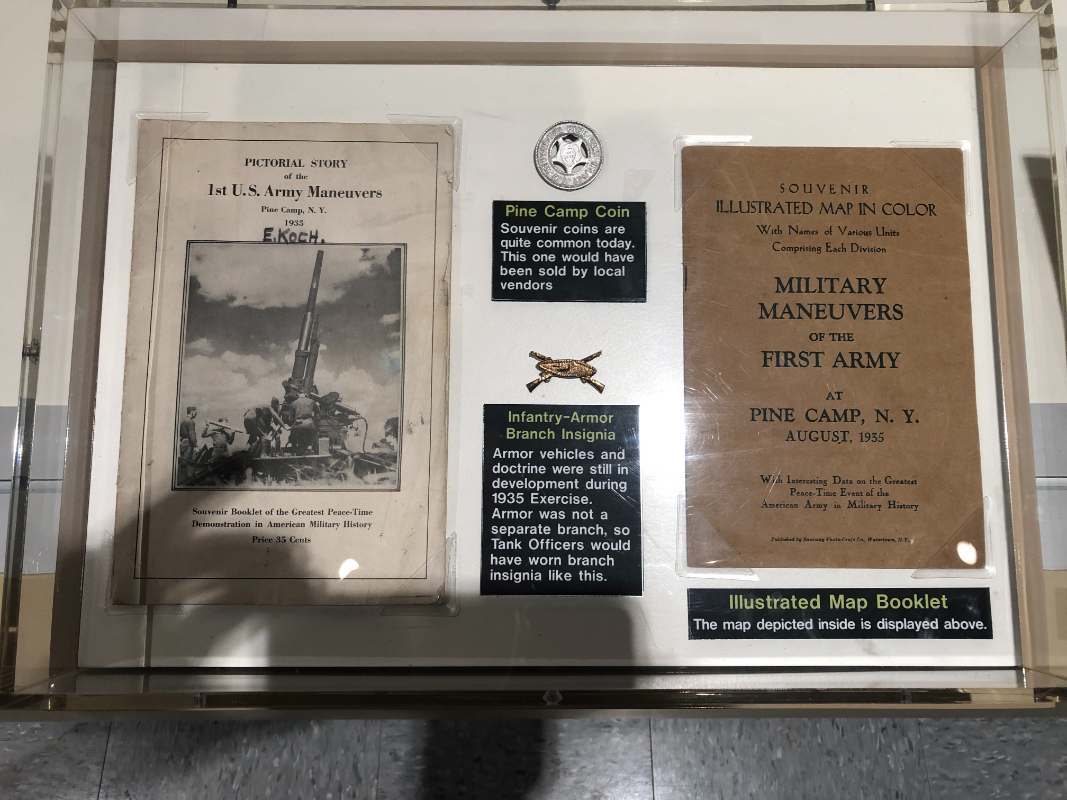 PICTORIAL STORY
of the
1st U.S. Army Maneuvers
Pine Camp, N. Y.
1935
E. KOCH.
Souvenir Booklet of the Greatest Peace-Time
Demonstration in American Military History
Price 35 Cents
Pine Camp Coin
Souvenir coins are
quite common today.
This one would have
been sold by local
vendors
Infantry-Armor
Branch Insignia
Armor vehicles and
doctrine were still in
development during
1935 Exercise.
Armor was not a
separate branch, so
Tank Officers would
have worn branch
insignia like this.
SOUVENIR
ILLUSTRATED MAP IN COLOR
With Names of Various Units
Comprising Each Division
MILITARY
MANEUVERS
OF THE
FIRST ARMY
AT
PINE CAMP, N. Y.
AUGUST, 1935
With Interesting Data on the Greatest
Peace-Time Event of the
American Army in Military History
Published by Photo-Craft Co., Watertown, N.Y.
Illustrated Map Booklet
The map depicted inside is displayed above.